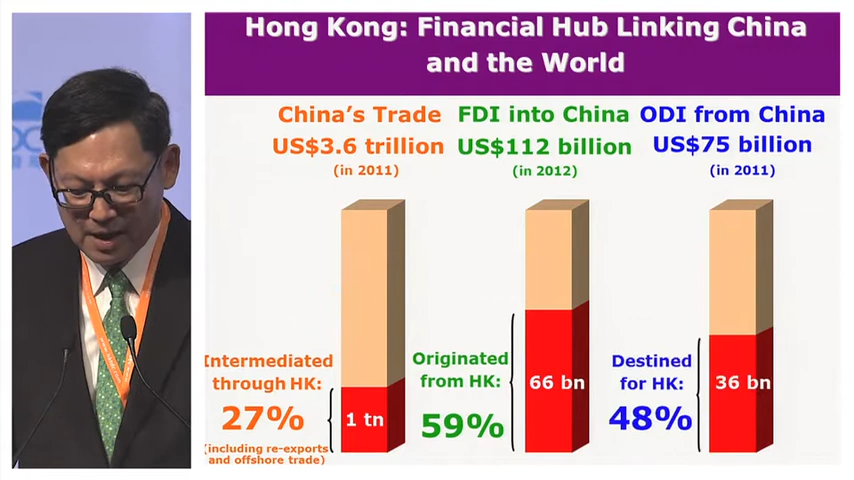 Hong Kong: Financial Hub Linking China
and the World
China's Trade
US$3.6 trillion
(in 2011)
FDI into China
US$112 billion
(in 2012)
ODI from China
US$75 billion
(in 2011)
Intermediated
through HK:
27%
(including re-exports
and offshore trade)
1 tn
Originated
from HK:
59%
66 bn
Destined
for HK:
48%
36 bn